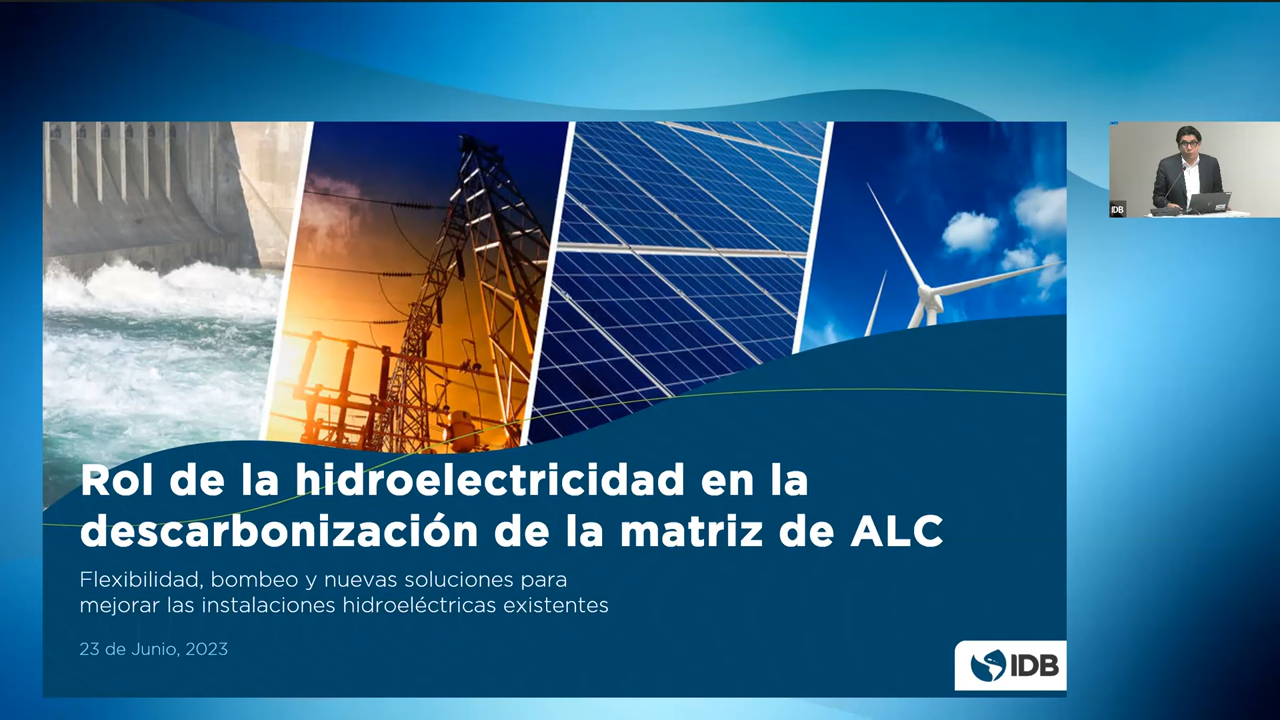 Rol de la hidroelectricidad en la
descarbonización de la matriz de ALC
Flexibilidad, bombeo y nuevas soluciones para
mejorar las instalaciones hidroeléctricas existentes
23 de Junio, 2023
IDB
IDB